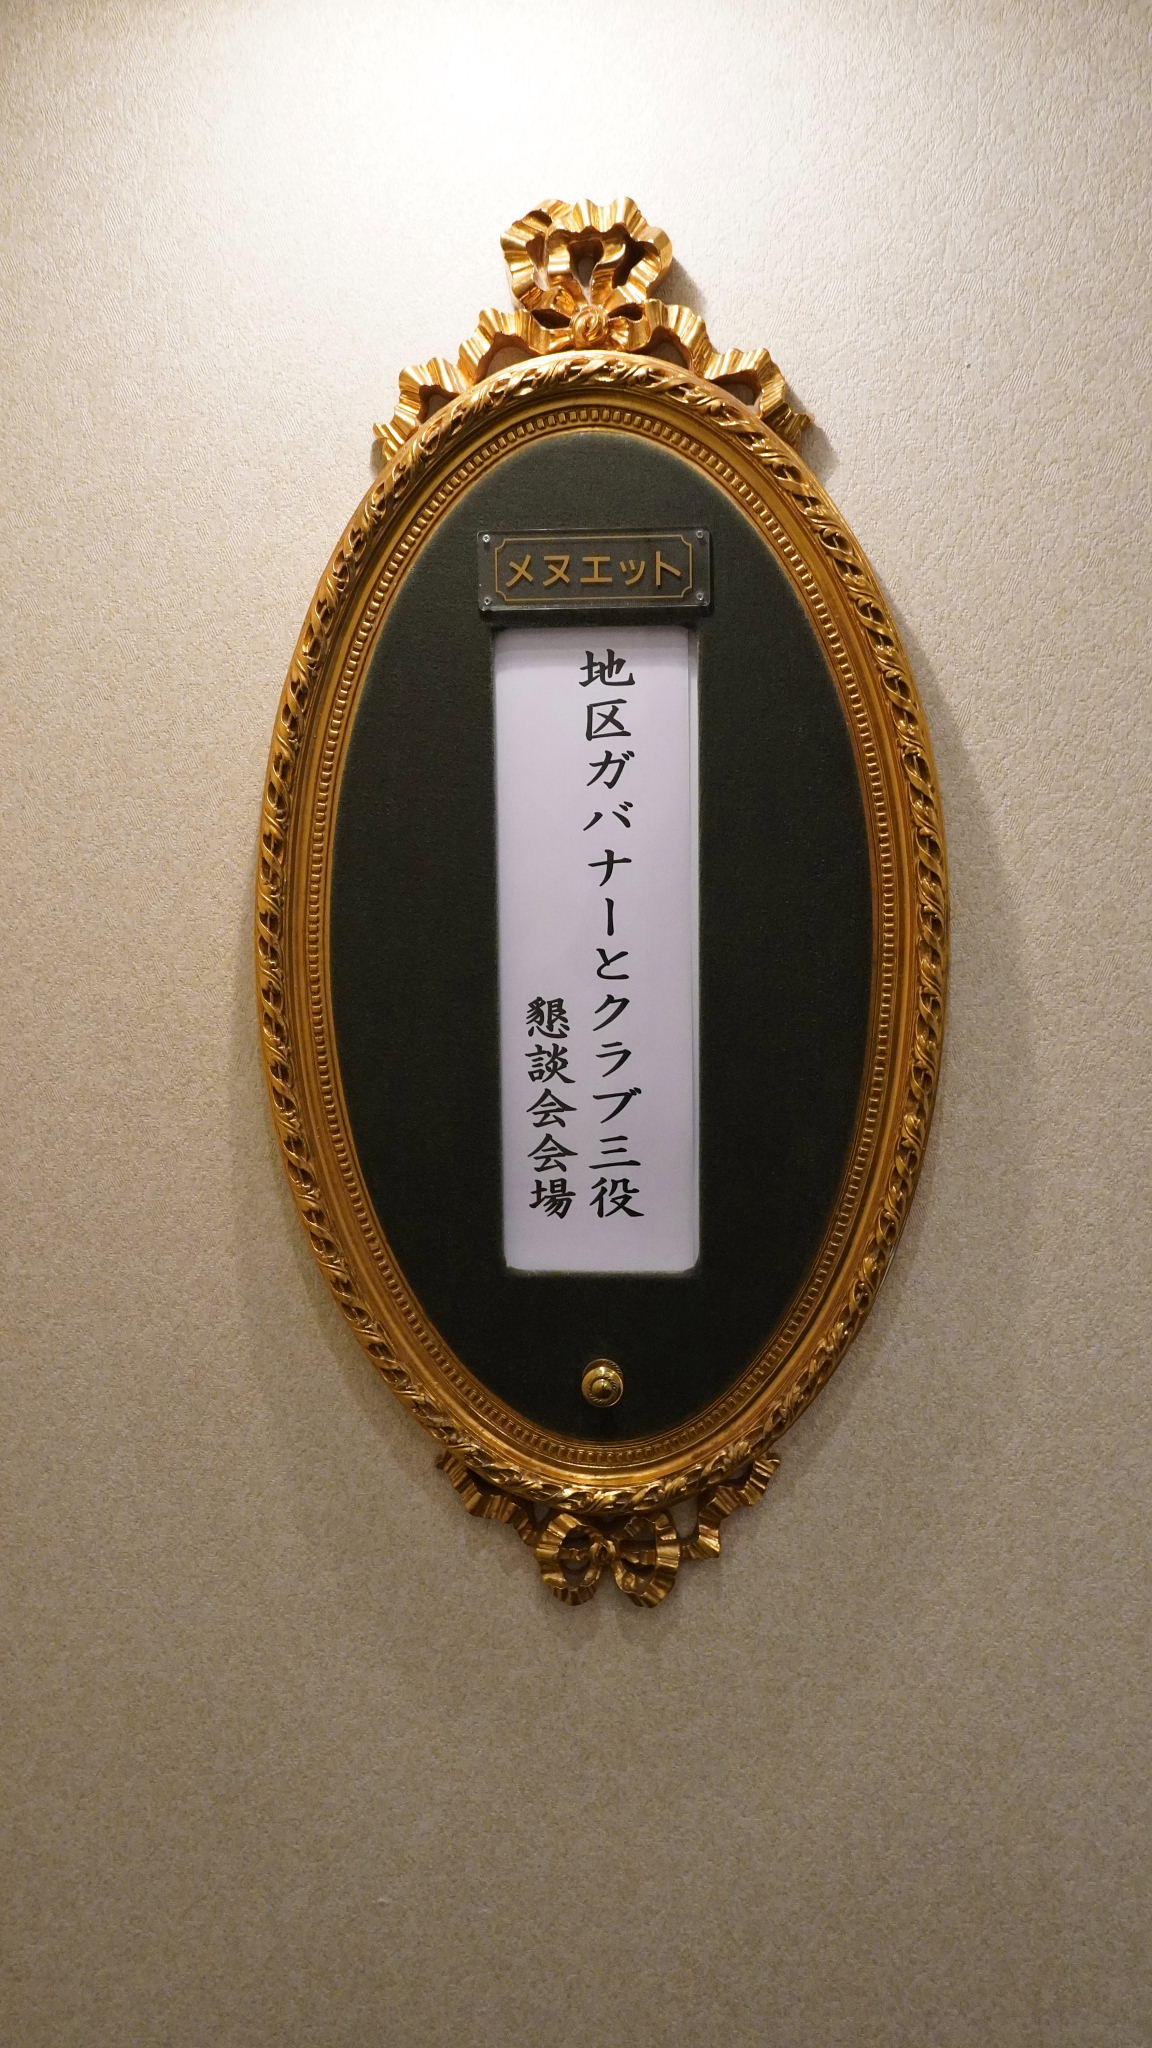 メヌエット
地区ガバナーとクラブ三役
懇談会会場